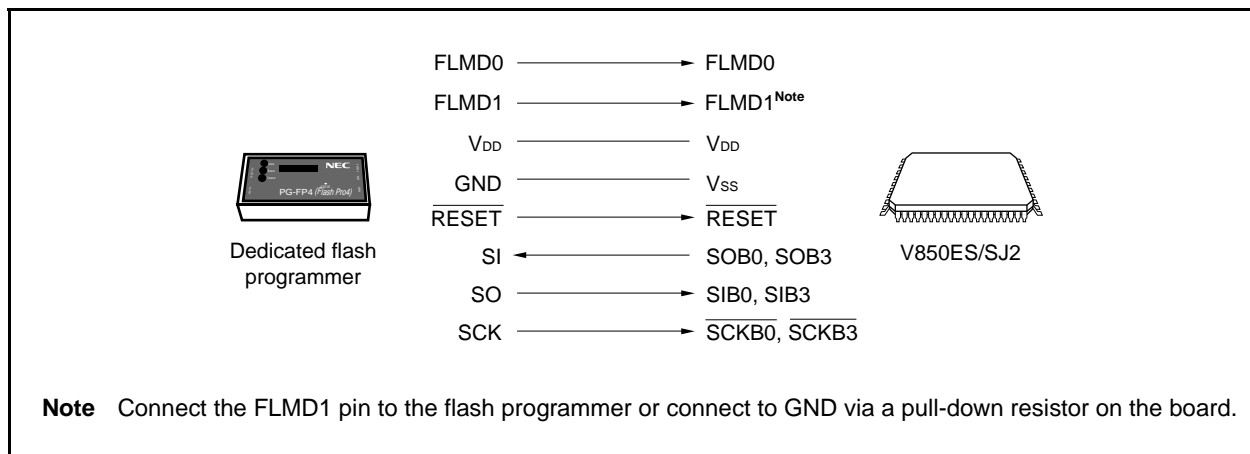 FLMD0 FLMD0
FLMD1 FLMD1Note
VDD VDD
GND VSS
RESET RESET
SI SOB0, SOB3
SO SIB0, SIB3
SCK SCKB0, SCKB3
NEC
PG-FP4 (Flash Pro4)
Dedicated flash
programmer
V850ES/SJ2
Note Connect the FLMD1 pin to the flash programmer or connect to GND via a pull-down resistor on the board.